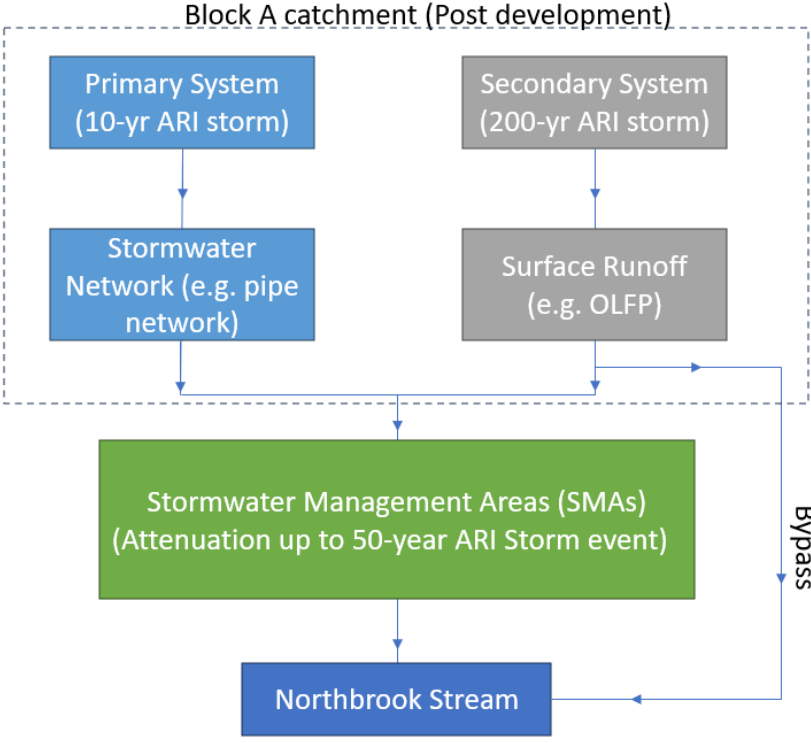 Block A catchment (Post development)
Primary System
(10-yr ARI storm)
Secondary System
(200-yr ARI storm)
Stormwater
Network (e.g. pipe
network)
Surface Runoff
(e.g. OLFP)
Stormwater Management Areas (SMAs)
(Attenuation up to 50-year ARI Storm event)
Bypass
Northbrook Stream